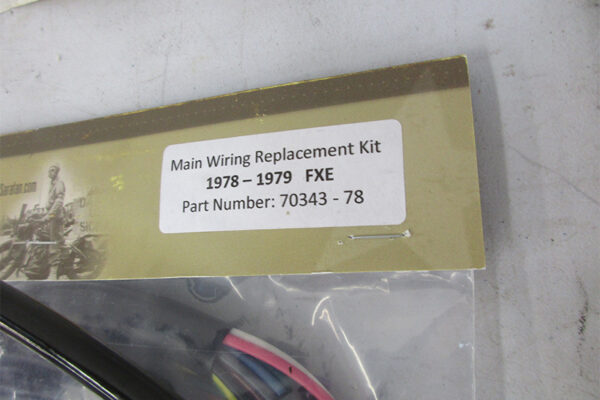 Main Wiring Replacement Kit
1978 – 1979 FXE
Part Number: 70343 - 78